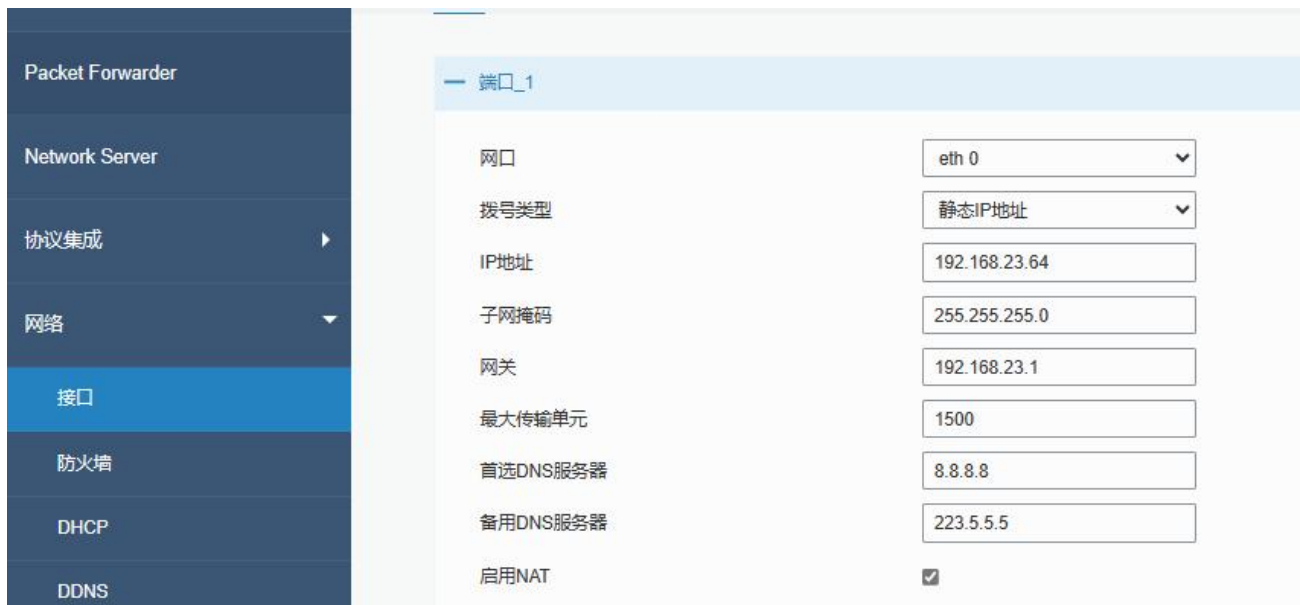 Packet Forwarder
Network Server
协议集成
网络
接口
防火墙
DHCP
DDNS
端口_1
网口 eth 0
拨号类型 静态IP地址
IP地址 192.168.23.64
子网掩码 255.255.255.0
网关 192.168.23.1
最大传输单元 1500
首选DNS服务器 8.8.8.8
备用DNS服务器 223.5.5.5
启用NAT